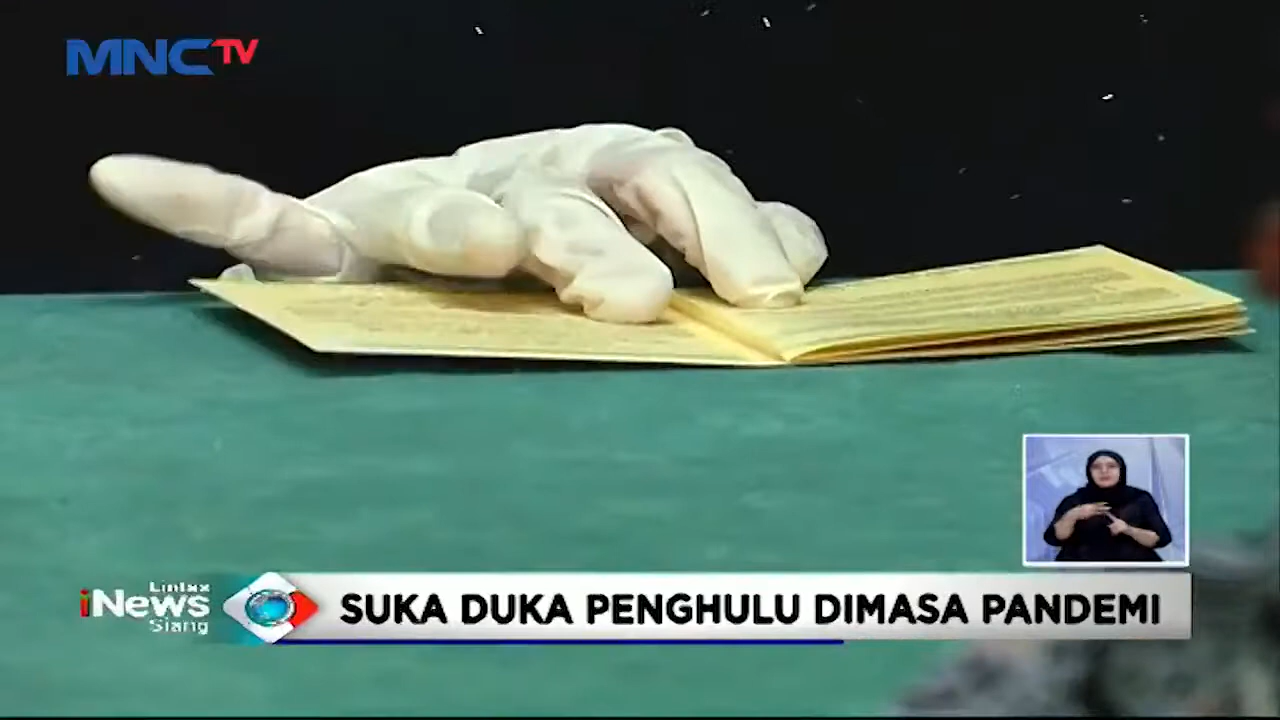 MNCTV
Lintas
iNews
Siang
SUKA DUKA PENGHULU DIMASA PANDEMI